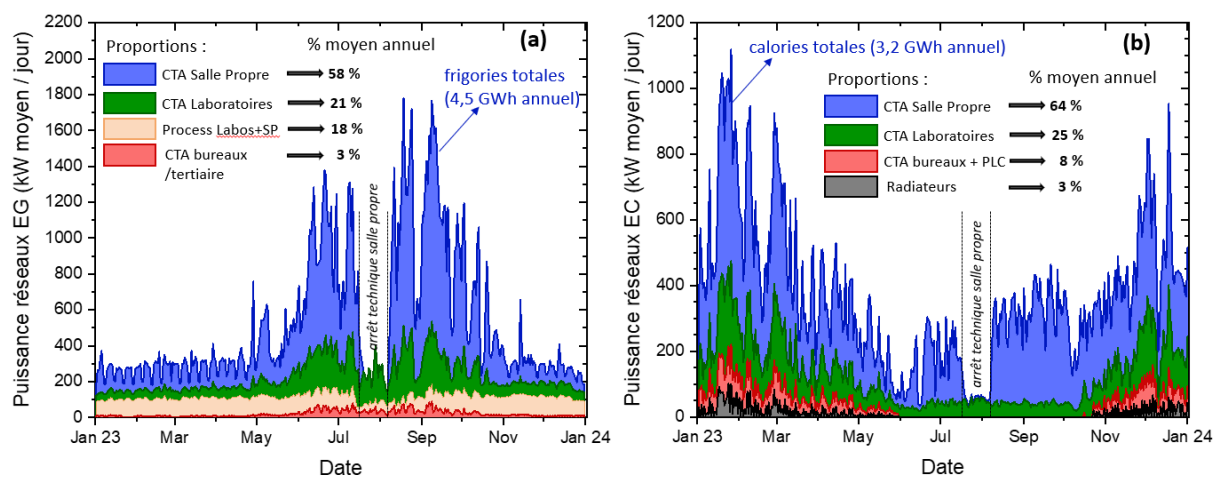 (a)
Proportions :
% moyen annuel
CTA Salle Propre
58 %
CTA Laboratoires
21 %
Process Labos+SP
18 %
CTA bureaux
/tertiaire
3 %
frigories totales
(4,5 GWh annuel)
arrêt technique salle propre
Puissance réseaux EG (kW moyen / jour)
2200
2000
1800
1600
1400
1200
1000
800
600
400
200
0
Jan 23
Mar
May
Jul
Sep
Nov
Jan 24
Date
(b)
calories totales (3,2 GWh annuel)
Proportions :
% moyen annuel
CTA Salle Propre
64 %
CTA Laboratoires
25 %
CTA bureaux + PLC
8 %
Radiateurs
3 %
arrêt technique salle propre
Puissance réseaux EC (kW moyen / jour)
1200
1000
800
600
400
200
0
Jan 23
Mar
May
Jul
Sep
Nov
Jan 24
Date